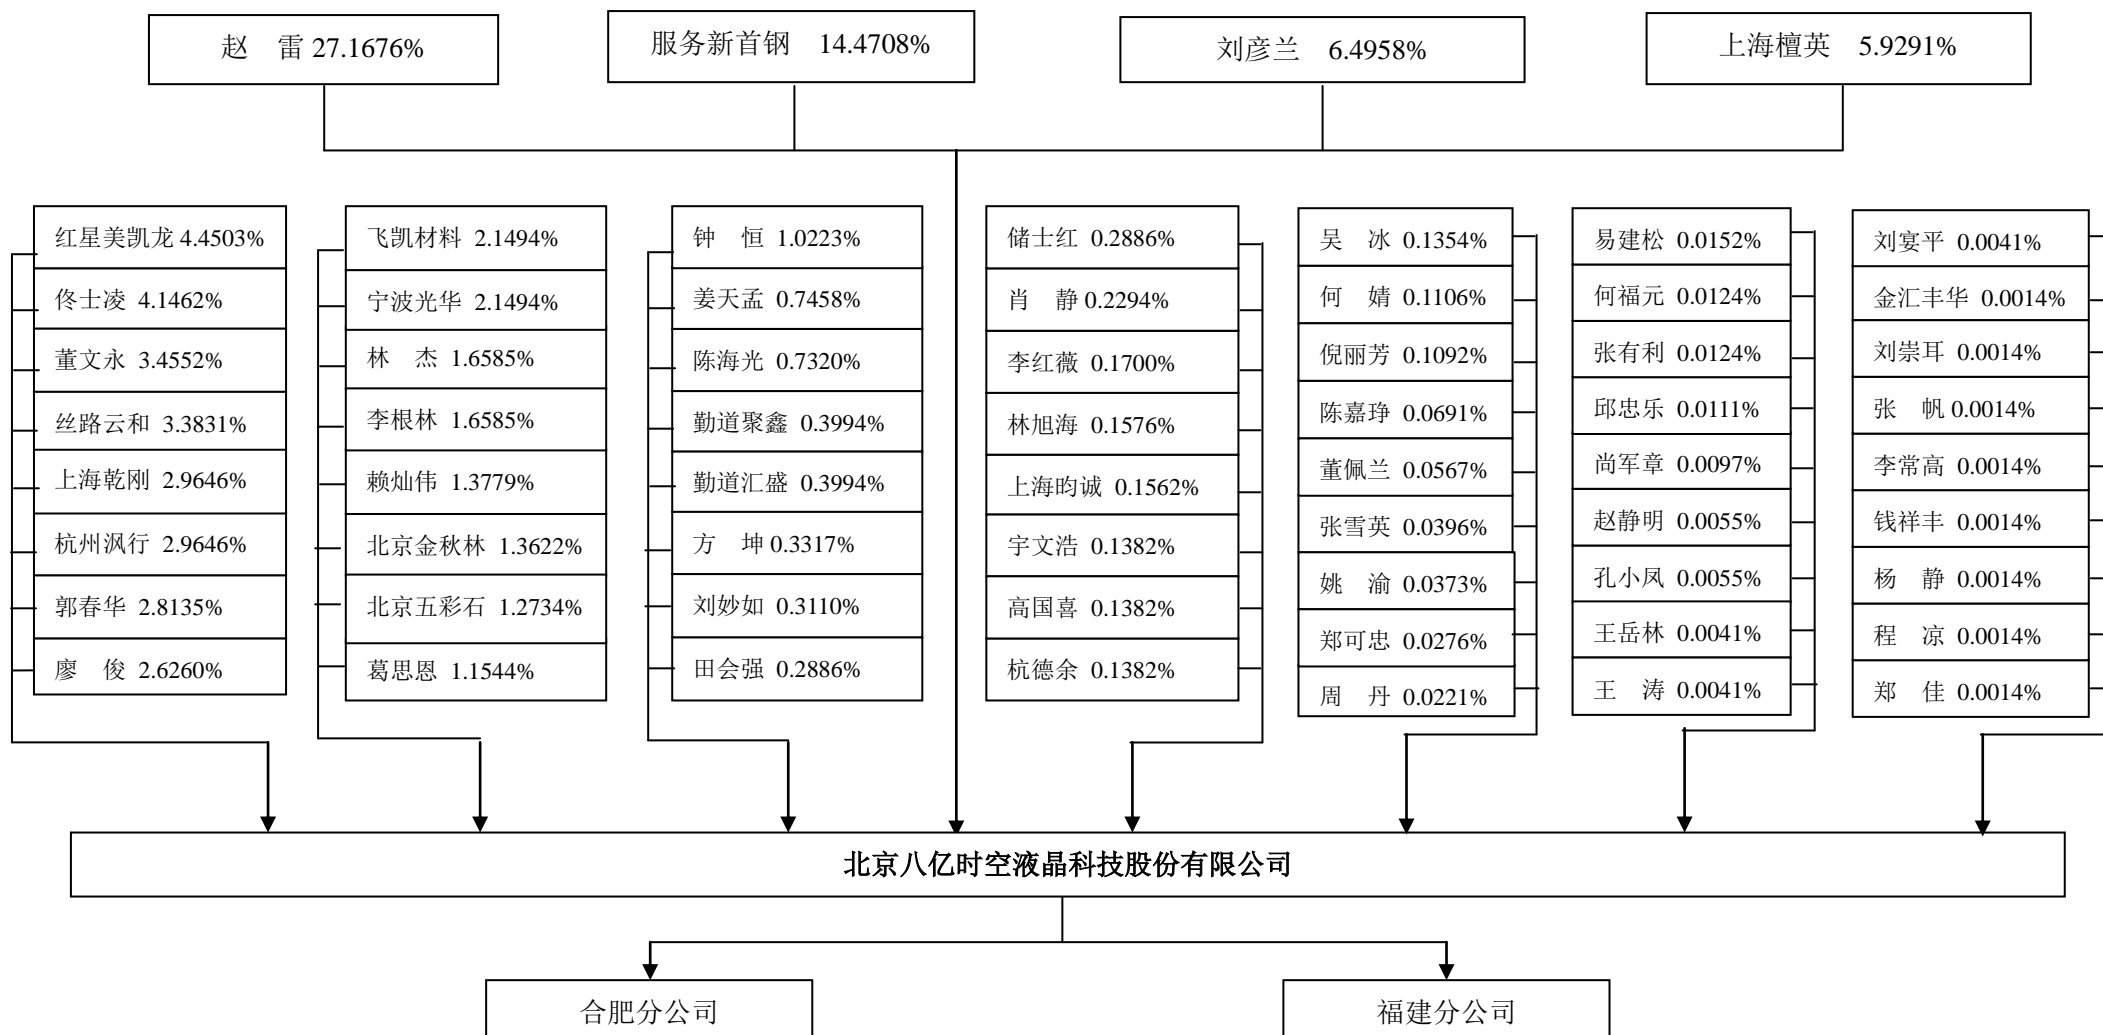 赵　雷 27.1676%
服务新首钢　14.4708%
刘彦兰　6.4958%
上海檀英　5.9291%
红星美凯龙 4.4503%
佟士凌 4.1462%
董文永 3.4552%
丝路云和 3.3831%
上海乾刚 2.9646%
杭州沨行 2.9646%
郭春华 2.8135%
廖　俊 2.6260%
飞凯材料 2.1494%
宁波光华 2.1494%
林　杰 1.6585%
李根林 1.6585%
赖灿伟 1.3779%
北京金秋林 1.3622%
北京五彩石 1.2734%
葛思恩 1.1544%
钟　恒 1.0223%
姜天孟 0.7458%
陈海光 0.7320%
勤道聚鑫 0.3994%
勤道汇盛 0.3994%
方　坤 0.3317%
刘妙如 0.3110%
田会强 0.2886%
储士红 0.2886%
肖　静 0.2294%
李红薇 0.1700%
林旭海 0.1576%
上海昀诚 0.1562%
宇文浩 0.1382%
高国喜 0.1382%
杭德余 0.1382%
吴　冰 0.1354%
何　婧 0.1106%
倪丽芳 0.1092%
陈嘉琤 0.0691%
董佩兰 0.0567%
张雪英 0.0396%
姚　渝 0.0373%
郑可忠 0.0276%
周　丹 0.0221%
易建松 0.0152%
何福元 0.0124%
张有利 0.0124%
邱忠乐 0.0111%
尚军章 0.0097%
赵静明 0.0055%
孔小凤 0.0055%
王岳林 0.0041%
王　涛 0.0041%
刘宴平 0.0041%
金汇丰华 0.0014%
刘崇耳 0.0014%
张　帆 0.0014%
李常高 0.0014%
钱祥丰 0.0014%
杨　静 0.0014%
程　凉 0.0014%
郑　佳 0.0014%
北京八亿时空液晶科技股份有限公司
合肥分公司
福建分公司